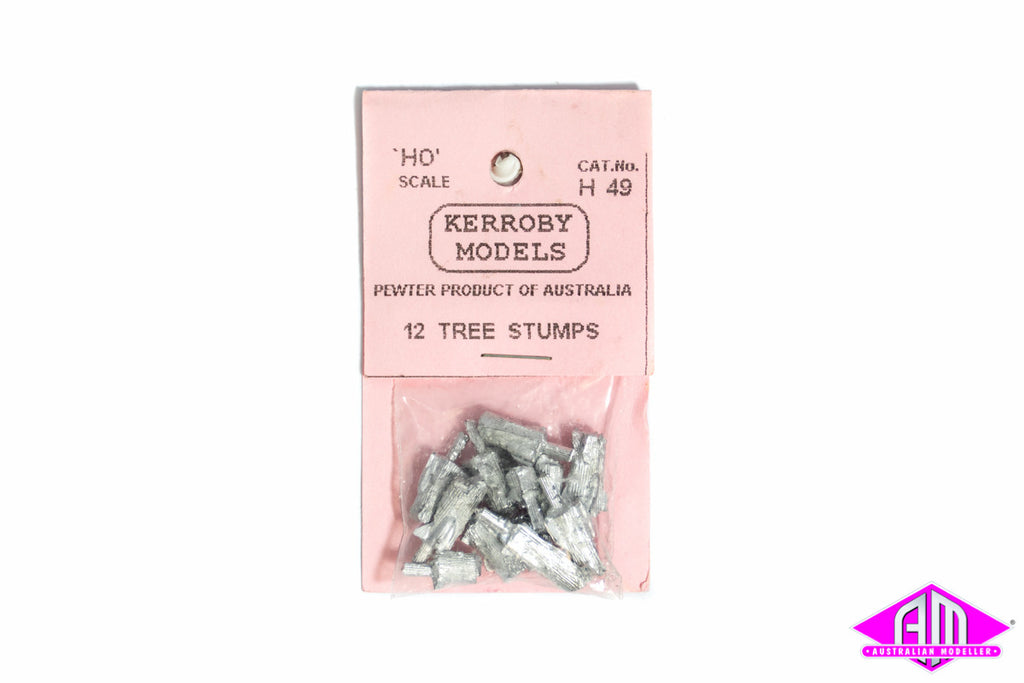 `HO'
SCALE
CAT.No.
H 49
KERROBY
MODELS
PEWTER PRODUCT OF AUSTRALIA
12 TREE STUMPS
AM
®
• AUSTRALIAN MODELLER •